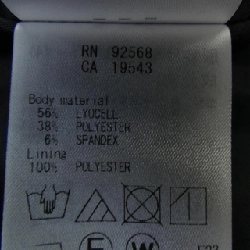 RN 92568
CA 19543
Body material
56% LYOCELL
38% POLYESTER
6% SPANDEX
Lining
100% POLYESTER
F
W